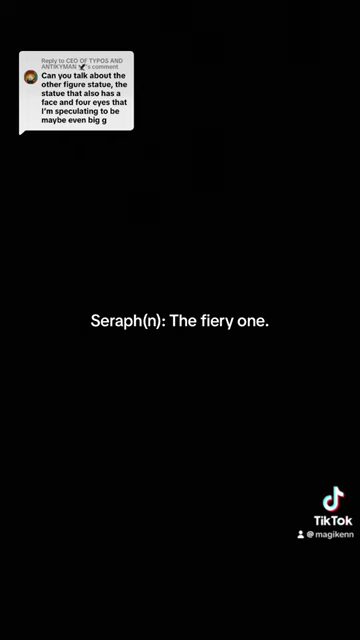 Reply to CEO OF TYPOS AND
ANTIKYMAN 🦅's comment
Can you talk about the
other figure statue, the
statue that also has a
face and four eyes that
I'm speculating to be
maybe even big g
Seraph(n): The fiery one.
TikTok
@magikenn